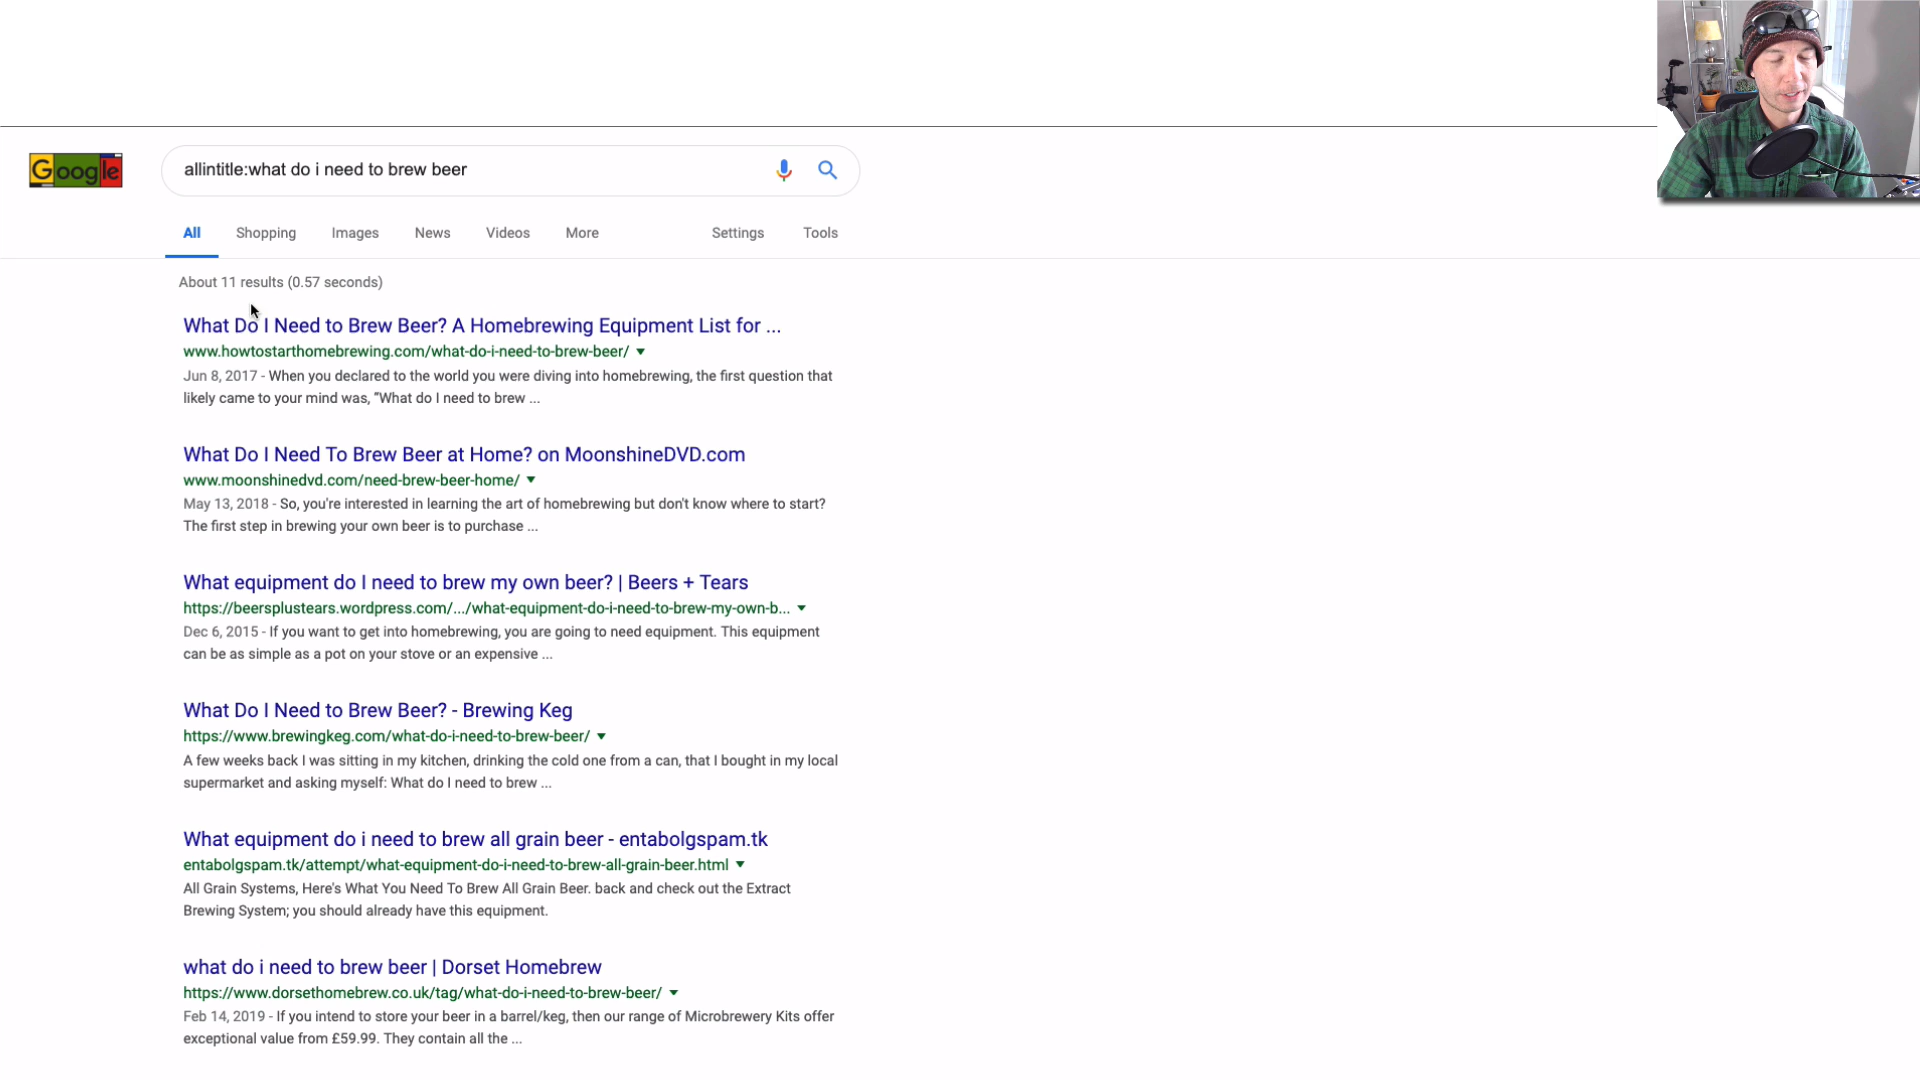 Google
allintitle:what do i need to brew beer
All Shopping Images News Videos More Settings Tools
About 11 results (0.57 seconds)
What Do I Need to Brew Beer? A Homebrewing Equipment List for ...
www.howtostarthomebrewing.com/what-do-i-need-to-brew-beer/
Jun 8, 2017 - When you declared to the world you were diving into homebrewing, the first question that
likely came to your mind was, “What do I need to brew ...
What Do I Need To Brew Beer at Home? on MoonshineDVD.com
www.moonshinedvd.com/need-brew-beer-home/
May 13, 2018 - So, you're interested in learning the art of homebrewing but don't know where to start?
The first step in brewing your own beer is to purchase ...
What equipment do I need to brew my own beer? | Beers + Tears
https://beersplustears.wordpress.com/.../what-equipment-do-i-need-to-brew-my-own-b...
Dec 6, 2015 - If you want to get into homebrewing, you are going to need equipment. This equipment
can be as simple as a pot on your stove or an expensive ...
What Do I Need to Brew Beer? - Brewing Keg
https://www.brewingkeg.com/what-do-i-need-to-brew-beer/
A few weeks back I was sitting in my kitchen, drinking the cold one from a can, that I bought in my local
supermarket and asking myself: What do I need to brew ...
What equipment do i need to brew all grain beer - entabolgspam.tk
entabolgspam.tk/attempt/what-equipment-do-i-need-to-brew-all-grain-beer.html
All Grain Systems, Here's What You Need To Brew All Grain Beer. back and check out the Extract
Brewing System; you should already have this equipment.
what do i need to brew beer | Dorset Homebrew
https://www.dorsethomebrew.co.uk/tag/what-do-i-need-to-brew-beer/
Feb 14, 2019 - If you intend to store your beer in a barrel/keg, then our range of Microbrewery Kits offer
exceptional value from £59.99. They contain all the ...